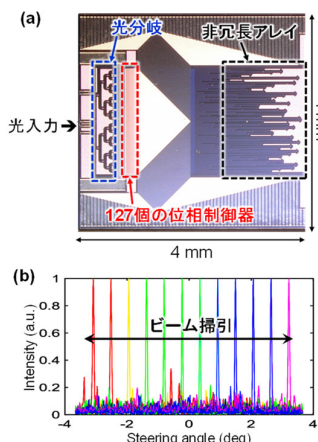 (a)
光分岐
非冗長アレイ
光入力
127個の位相制御器
4 mm
(b)
1
0.8
0.6
0.4
0.2
0
ビーム掃引
Intensity (a.u.)
-4
-2
0
2
4
Steering angle (deg)